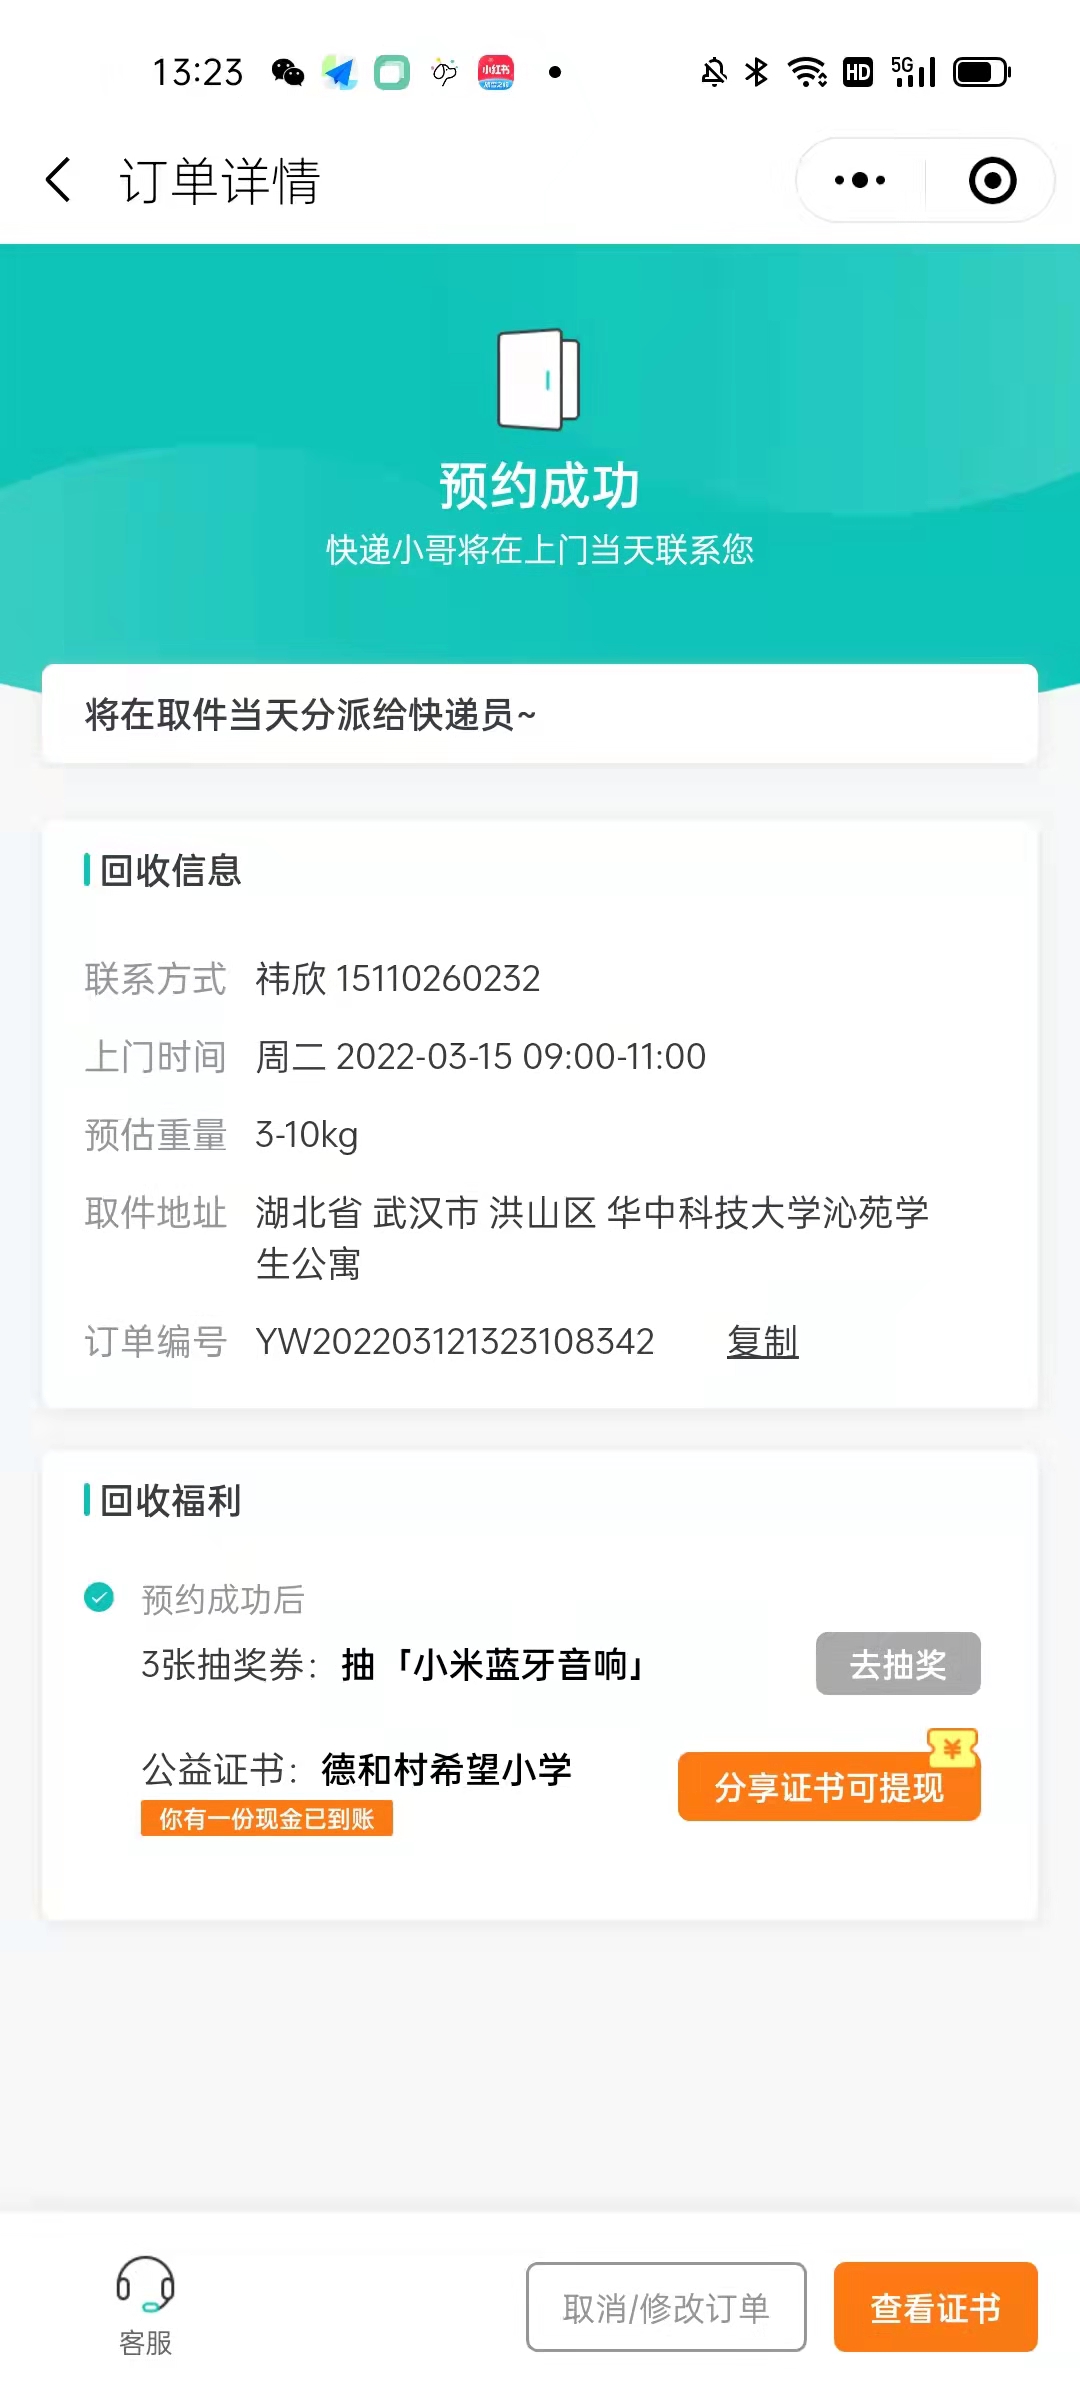 13:23
小红书
HD
5G
订单详情
预约成功
快递小哥将在上门当天联系您
将在取件当天分派给快递员~
回收信息
联系方式 祎欣 15110260232
上门时间 周二 2022-03-15 09:00-11:00
预估重量 3-10kg
取件地址 湖北省 武汉市 洪山区 华中科技大学沁苑学
生公寓
订单编号 YW202203121323108342 复制
回收福利
预约成功后
3张抽奖券：抽「小米蓝牙音响」 去抽奖
公益证书：德和村希望小学
¥
分享证书可提现
你有一份现金已到账
客服
取消/修改订单
查看证书